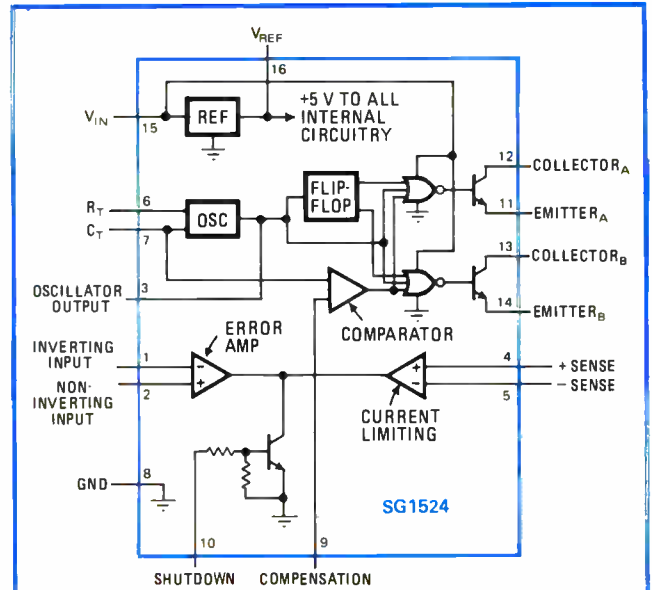 VREF
16
VIN
15
REF
+5 V TO ALL
INTERNAL
CIRCUITRY
12
COLLECTORA
11
EMITTERA
RT
6
CT
7
OSC
FLIP-
FLOP
13
COLLECTORB
14
EMITTERB
OSCILLATOR
OUTPUT
3
COMPARATOR
ERROR
AMP
INVERTING
INPUT
1
-
NON-
INVERTING
INPUT
2
+
4
+ SENSE
+
5
- SENSE
-
CURRENT
LIMITING
GND
8
SG1524
10
9
SHUTDOWN
COMPENSATION